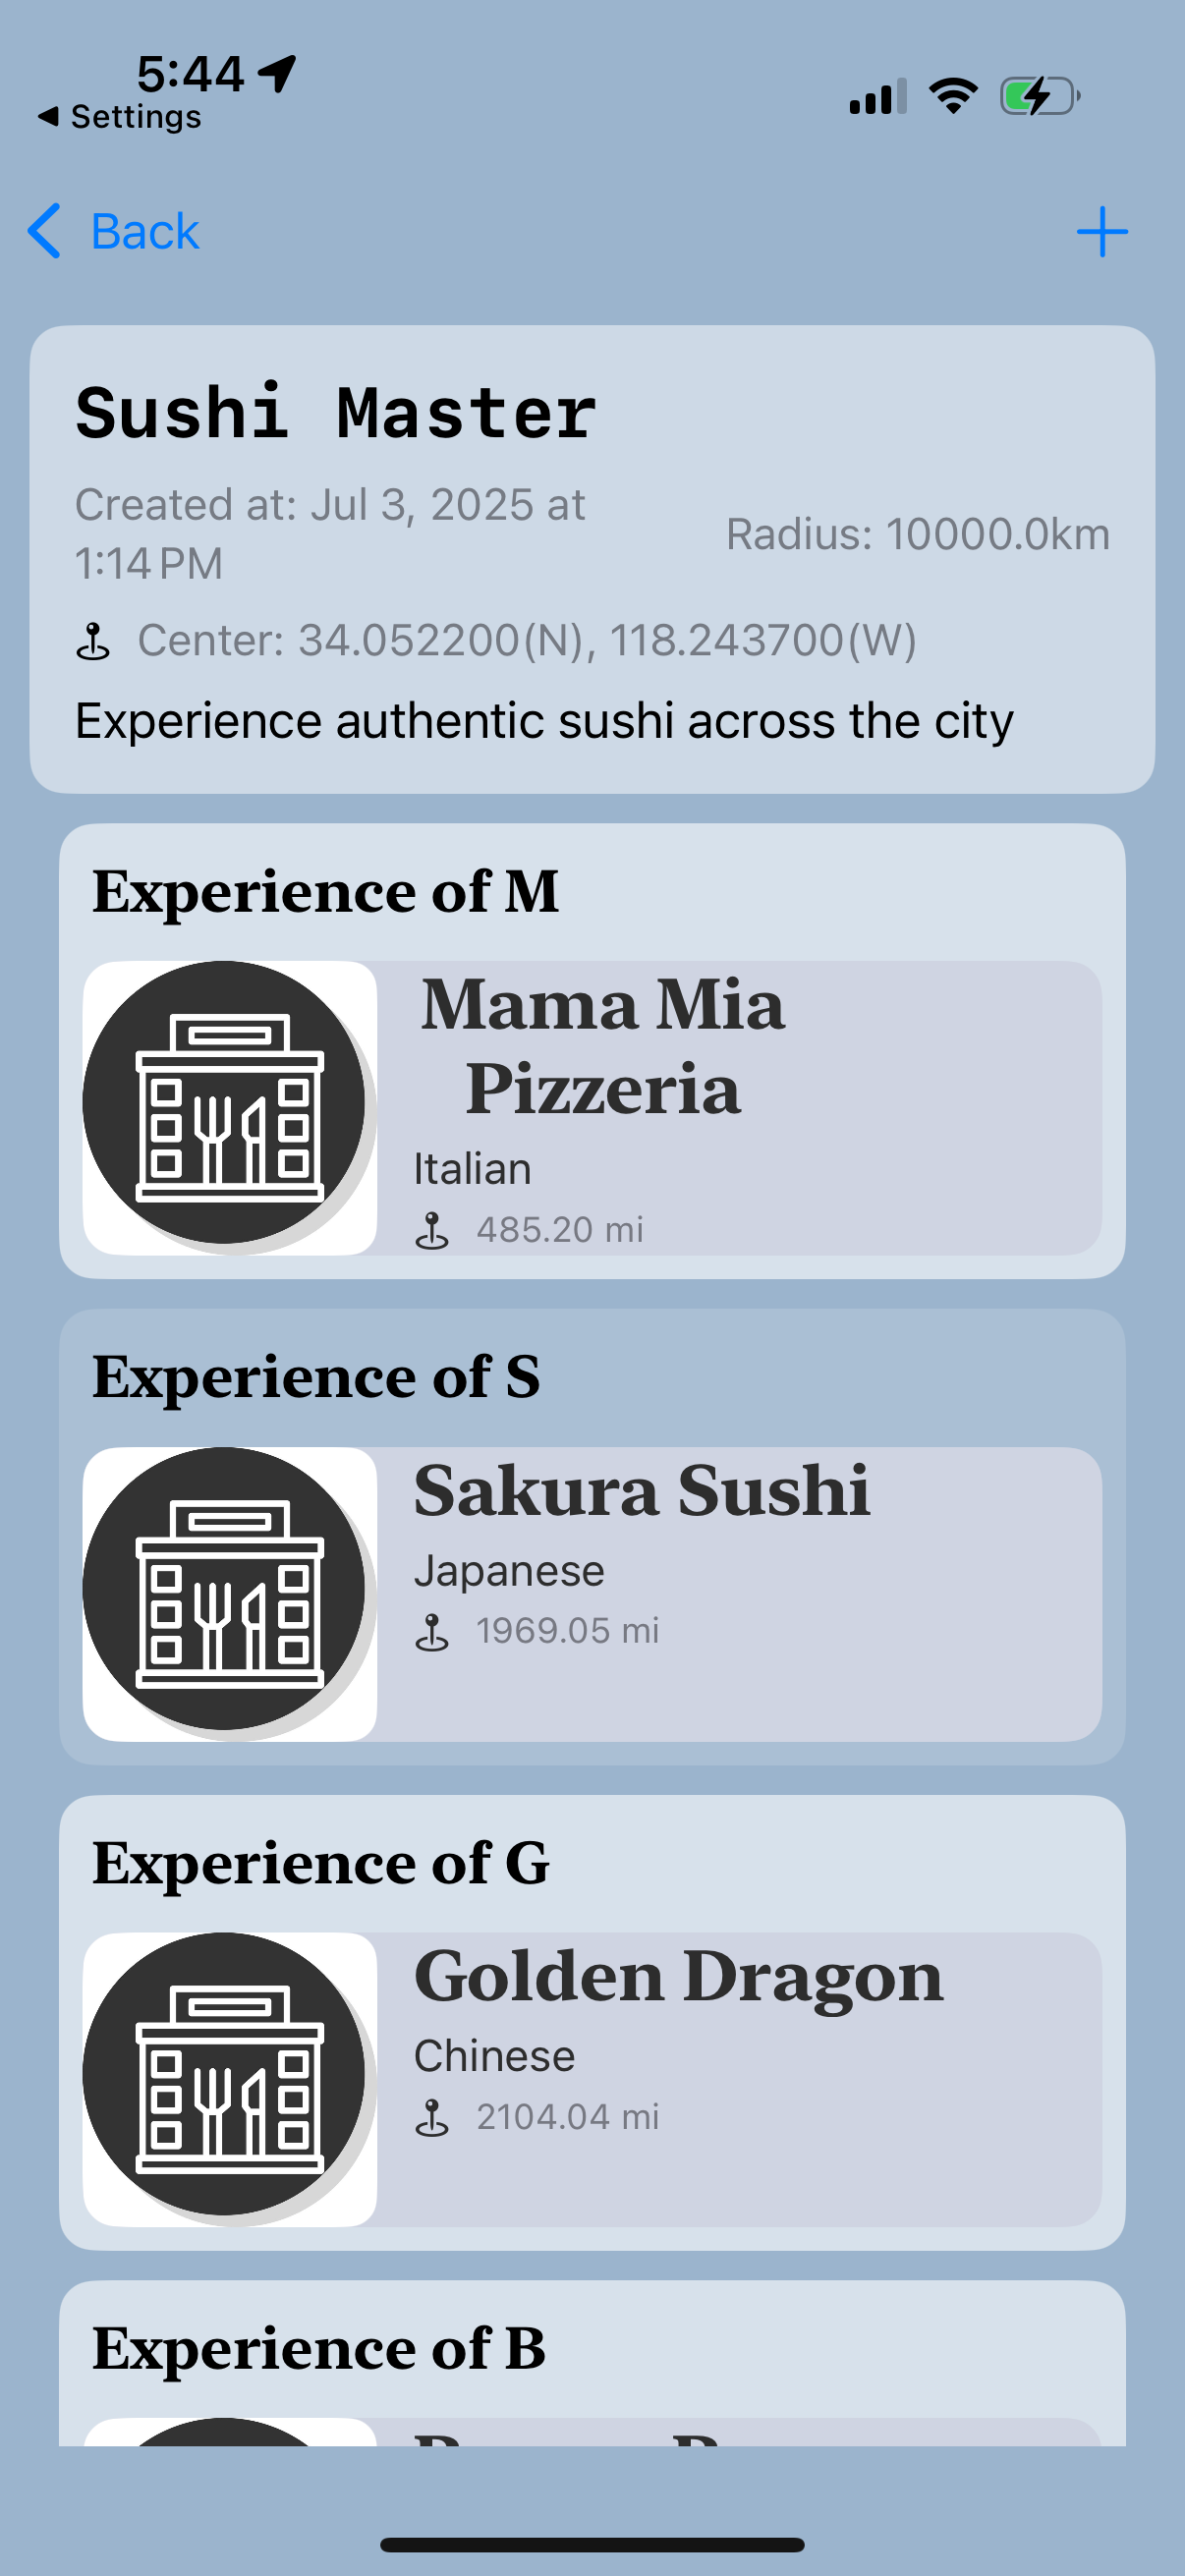 5:44
Settings
Back
Sushi Master
Created at: Jul 3, 2025 at
1:14 PM
Radius: 10000.0km
Center: 34.052200(N), 118.243700(W)
Experience authentic sushi across the city
Experience of M
Mama Mia
Pizzeria
Italian
485.20 mi
Experience of S
Sakura Sushi
Japanese
1969.05 mi
Experience of G
Golden Dragon
Chinese
2104.04 mi
Experience of B